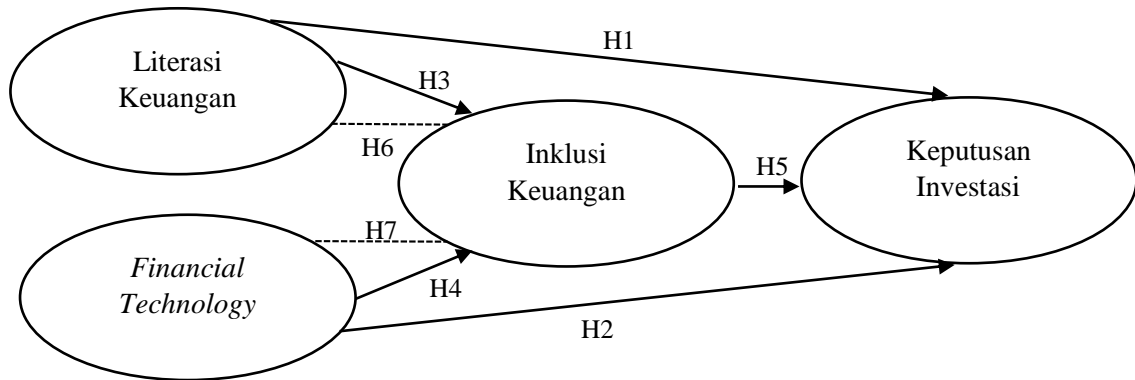 H1
Literasi
Keuangan
H3
H6
Inklusi
Keuangan
H5
Keputusan
Investasi
H7
Financial
Technology
H4
H2